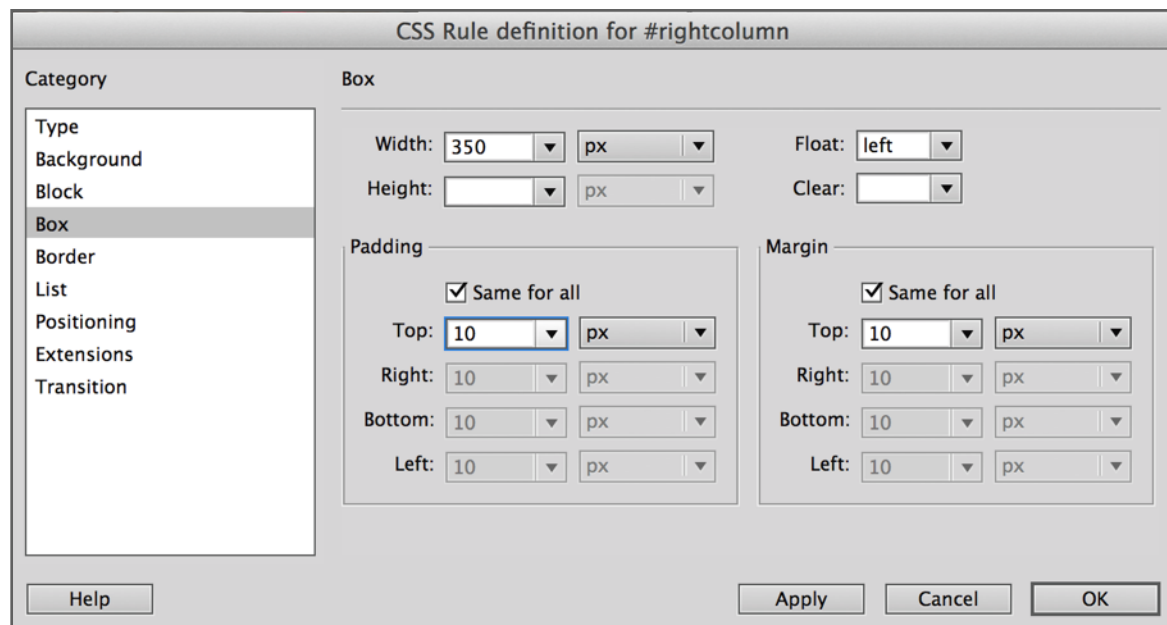 CSS Rule definition for #rightcolumn
Category
Type
Background
Block
Box
Border
List
Positioning
Extensions
Transition
Box
Width: 350 px Float: left
Height: px Clear:
Padding
Same for all
Top: 10 px
Right: 10 px
Bottom: 10 px
Left: 10 px
Margin
Same for all
Top: 10 px
Right: 10 px
Bottom: 10 px
Left: 10 px
Help Apply Cancel OK